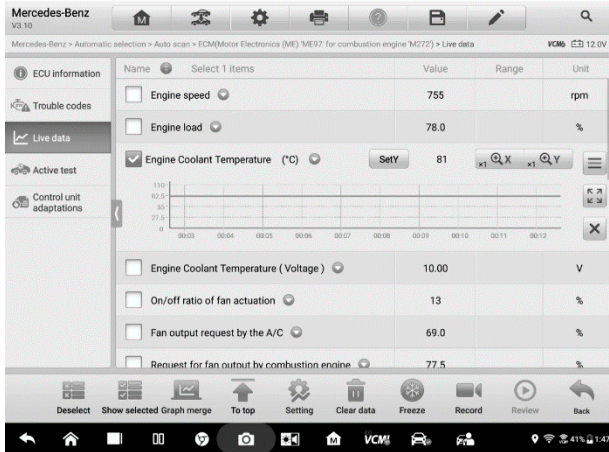 Mercedes-Benz
V3.10
Mercedes-Benz > Automatic selection > Auto scan > ECM(Motor Electronics (ME) 'ME97' for combustion engine 'M272') > Live data
VCMI 12.0V
ECU information
Trouble codes
Live data
Active test
Control unit
adaptations
Name Select 1 items Value Range Unit
Engine speed 755 rpm
Engine load 78.0 %
Engine Coolant Temperature (°C) SetY 81 x1 X x1 Y
110
82.5
55
27.5
0
00:03 00:04 00:05 00:06 00:07 00:08 00:09 00:10 00:11 00:12
Engine Coolant Temperature ( Voltage ) 10.00 V
On/off ratio of fan actuation 13 %
Fan output request by the A/C 69.0 %
Request for fan output by combustion engine 77.5 %
Deselect Show selected Graph merge To top Setting Clear data Freeze Record Review Back
M VCMI 41% 1:47